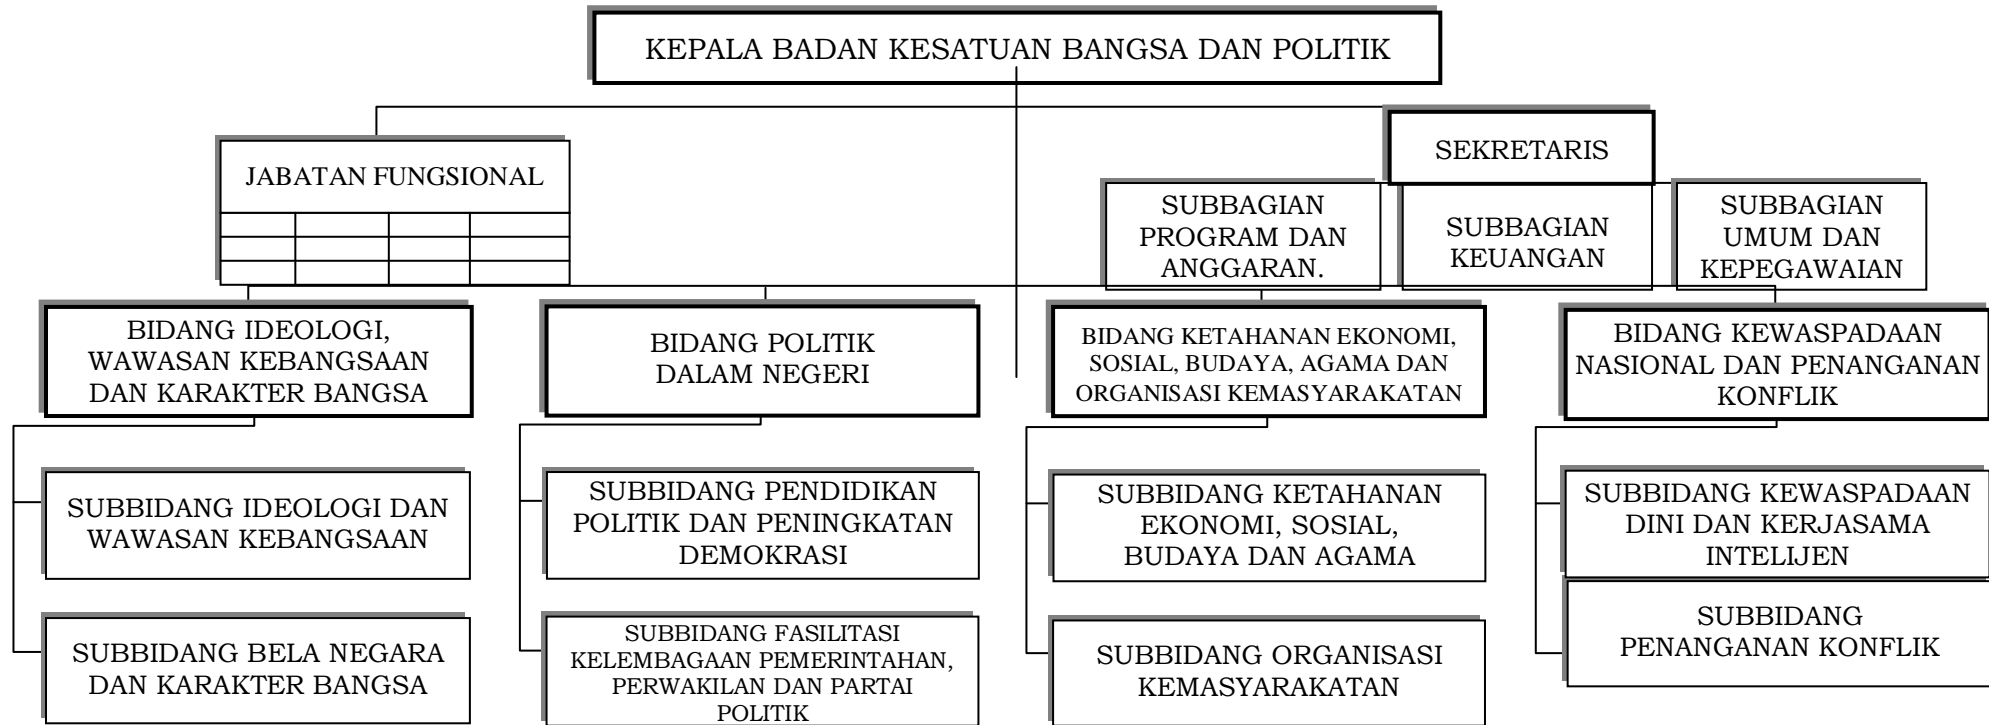 KEPALA BADAN KESATUAN BANGSA DAN POLITIK
JABATAN FUNGSIONAL
SEKRETARIS
SUBBAGIAN
PROGRAM DAN
ANGGARAN.
SUBBAGIAN
KEUANGAN
SUBBAGIAN
UMUM DAN
KEPEGAWAIAN
BIDANG IDEOLOGI,
WAWASAN KEBANGSAAN
DAN KARAKTER BANGSA
BIDANG POLITIK
DALAM NEGERI
BIDANG KETAHANAN EKONOMI,
SOSIAL, BUDAYA, AGAMA DAN
ORGANISASI KEMASYARAKATAN
BIDANG KEWASPADAAN
NASIONAL DAN PENANGANAN
KONFLIK
SUBBIDANG IDEOLOGI DAN
WAWASAN KEBANGSAAN
SUBBIDANG PENDIDIKAN
POLITIK DAN PENINGKATAN
DEMOKRASI
SUBBIDANG KETAHANAN
EKONOMI, SOSIAL,
BUDAYA DAN AGAMA
SUBBIDANG KEWASPADAAN
DINI DAN KERJASAMA
INTELIJEN
SUBBIDANG BELA NEGARA
DAN KARAKTER BANGSA
SUBBIDANG FASILITASI
KELEMBAGAAN PEMERINTAHAN,
PERWAKILAN DAN PARTAI
POLITIK
SUBBIDANG ORGANISASI
KEMASYARAKATAN
SUBBIDANG
PENANGANAN KONFLIK